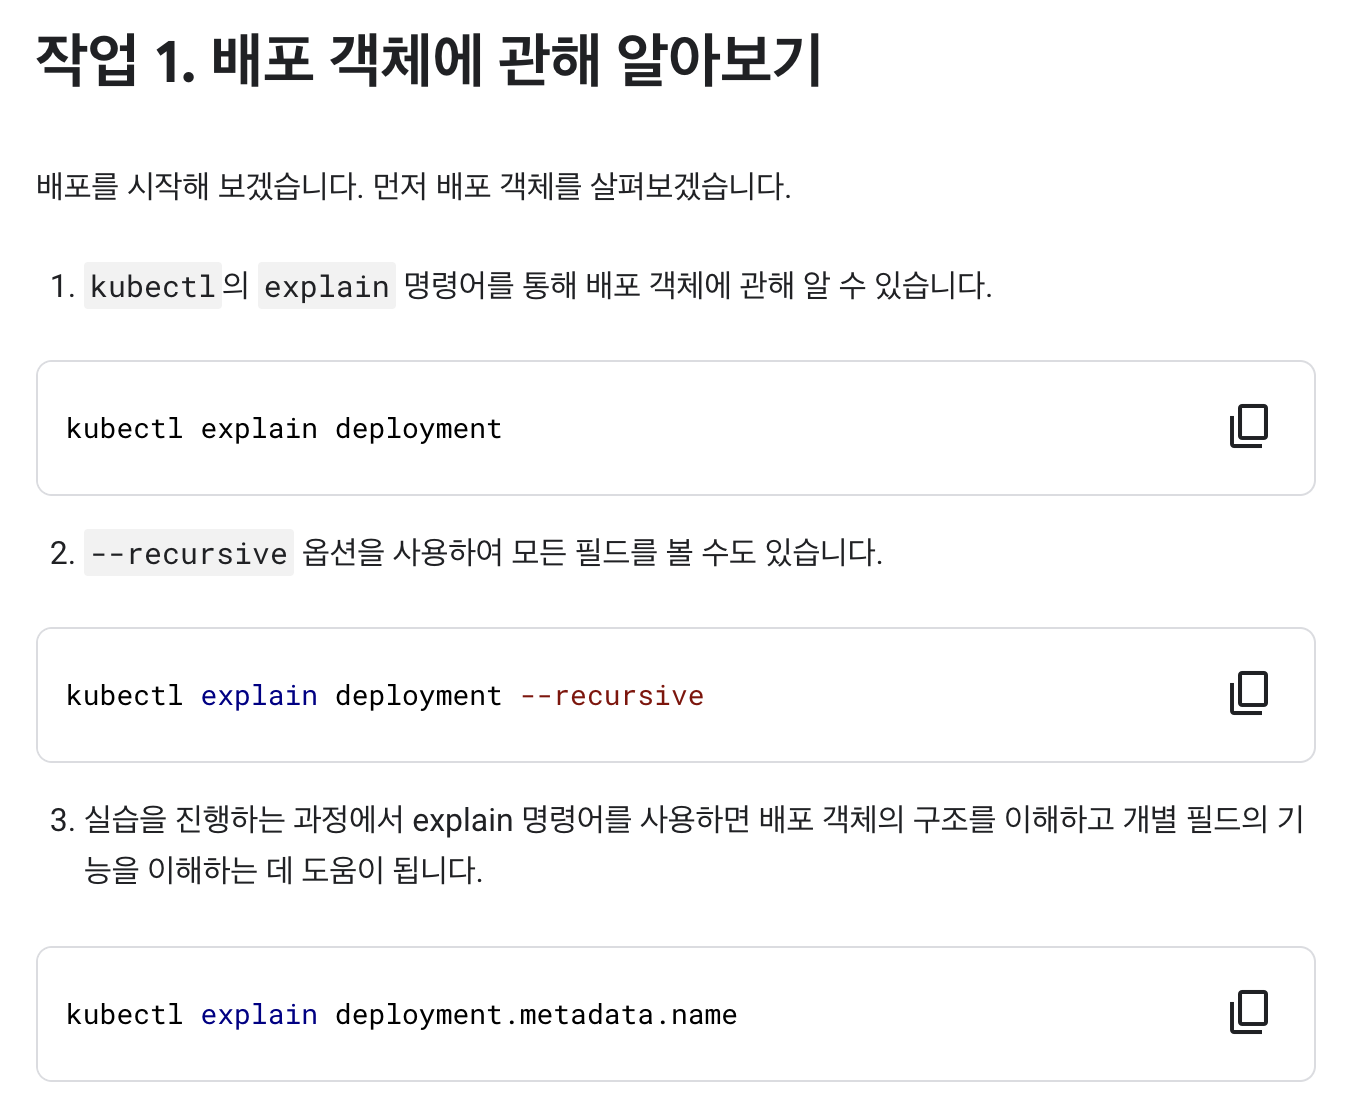 작업 1. 배포 객체에 관해 알아보기
배포를 시작해 보겠습니다. 먼저 배포 객체를 살펴보겠습니다.
1. kubectl의 explain 명령어를 통해 배포 객체에 관해 알 수 있습니다.
kubectl explain deployment
2. --recursive 옵션을 사용하여 모든 필드를 볼 수도 있습니다.
kubectl explain deployment --recursive
3. 실습을 진행하는 과정에서 explain 명령어를 사용하면 배포 객체의 구조를 이해하고 개별 필드의 기
능을 이해하는 데 도움이 됩니다.
kubectl explain deployment.metadata.name